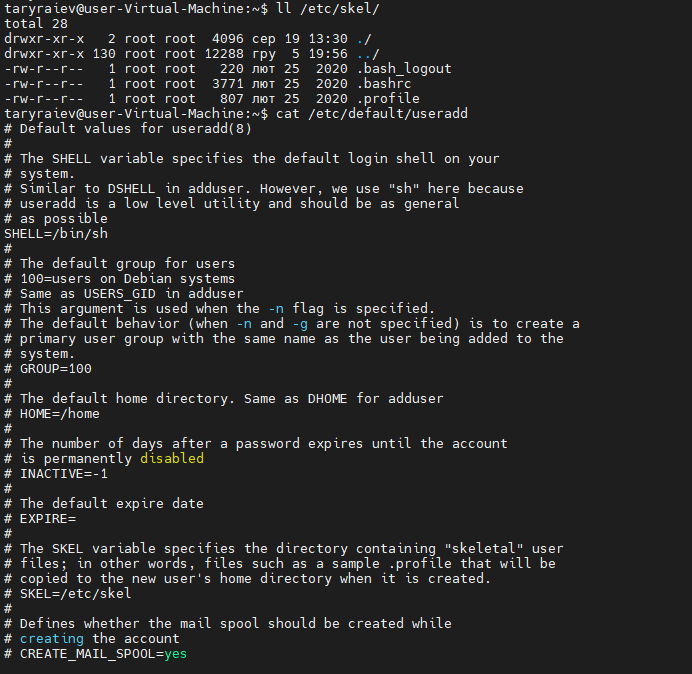 taryraiev@user-Virtual-Machine:~$ ll /etc/skel/
total 28
drwxr-xr-x   2 root root  4096 сер 19 13:30 ./
drwxr-xr-x 130 root root 12288 гру  5 19:56 ../
-rw-r--r--   1 root root   220 лют 25  2020 .bash_logout
-rw-r--r--   1 root root  3771 лют 25  2020 .bashrc
-rw-r--r--   1 root root   807 лют 25  2020 .profile
taryraiev@user-Virtual-Machine:~$ cat /etc/default/useradd
# Default values for useradd(8)
#
# The SHELL variable specifies the default login shell on your
# system.
# Similar to DSHELL in adduser. However, we use "sh" here because
# useradd is a low level utility and should be as general
# as possible
SHELL=/bin/sh
#
# The default group for users
# 100=users on Debian systems
# Same as USERS_GID in adduser
# This argument is used when the -n flag is specified.
# The default behavior (when -n and -g are not specified) is to create a
# primary user group with the same name as the user being added to the
# system.
# GROUP=100
#
# The default home directory. Same as DHOME for adduser
# HOME=/home
#
# The number of days after a password expires until the account
# is permanently disabled
# INACTIVE=-1
#
# The default expire date
# EXPIRE=
#
# The SKEL variable specifies the directory containing "skeletal" user
# files; in other words, files such as a sample .profile that will be
# copied to the new user's home directory when it is created.
# SKEL=/etc/skel
#
# Defines whether the mail spool should be created while
# creating the account
# CREATE_MAIL_SPOOL=yes